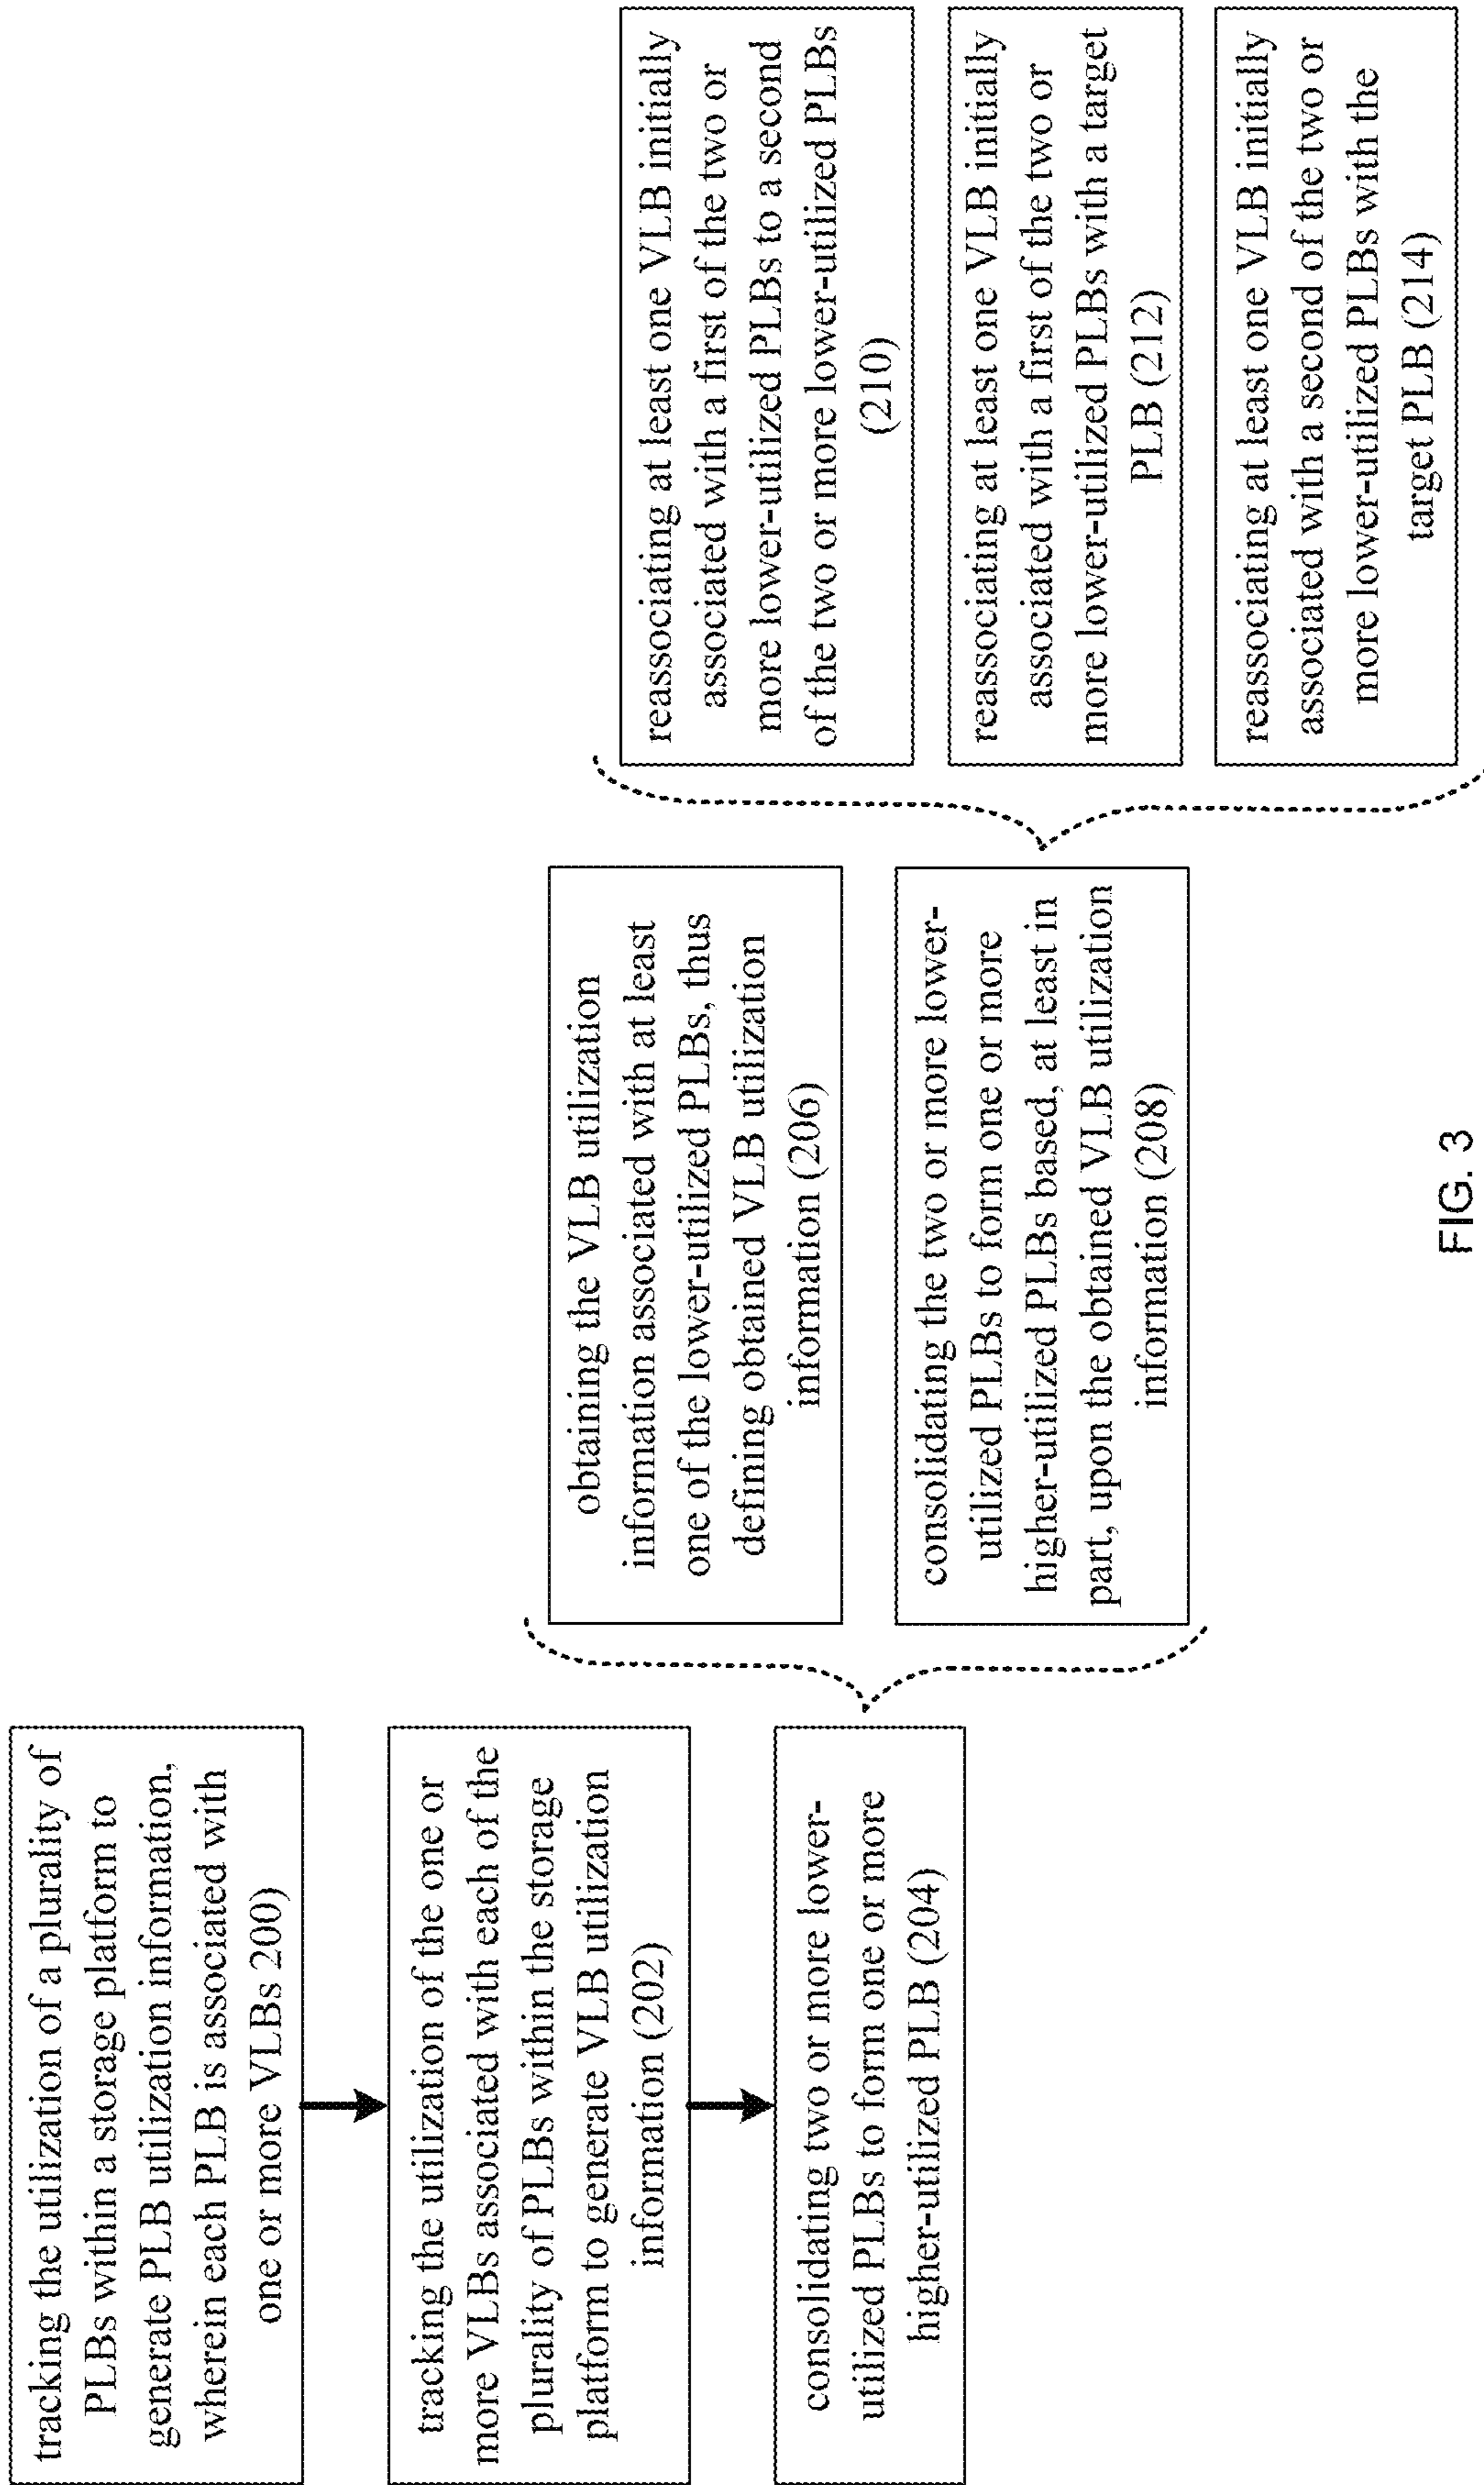 tracking the utilization of a plurality of
PLBs within a storage platform to
generate PLB utilization information,
wherein each PLB is associated with
one or more VLBs 200)
tracking the utilization of the one or
more VLBs associated with each of the
plurality of PLBs within the storage
platform to generate VLB utilization
information (202)
consolidating two or more lower-
utilized PLBs to form one or more
higher-utilized PLB (204)
obtaining the VLB utilization
information associated with at least
one of the lower-utilized PLBs, thus
defining obtained VLB utilization
information (206)
consolidating the two or more lower-
utilized PLBs to form one or more
higher-utilized PLBs based, at least in
part, upon the obtained VLB utilization
information (208)
reassociating at least one VLB initially
associated with a first of the two or
more lower-utilized PLBs to a second
of the two or more lower-utilized PLBs
(210)
reassociating at least one VLB initially
associated with a first of the two or
more lower-utilized PLBs with a target
PLB (212)
reassociating at least one VLB initially
associated with a second of the two or
more lower-utilized PLBs with the
target PLB (214)
FIG. 3